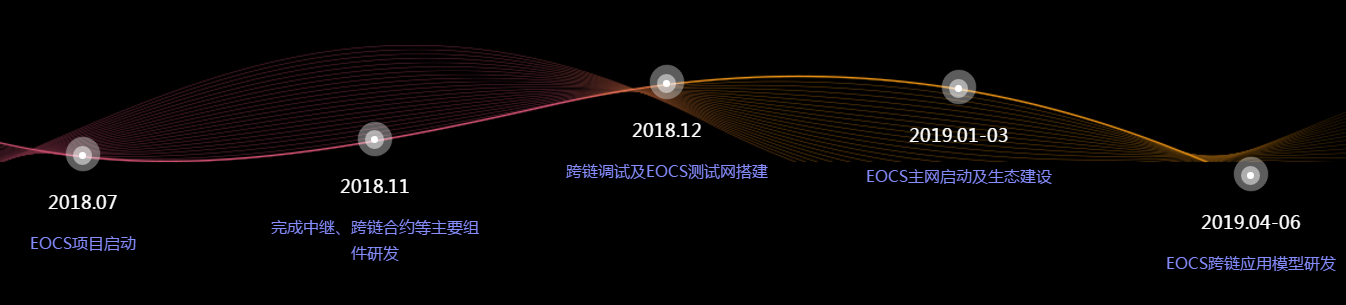 2018.07
EOCS项目启动
2018.11
完成中继、跨链合约等主要组
件研发
2018.12
跨链调试及EOCS测试网搭建
2019.01-03
EOCS主网启动及生态建设
2019.04-06
EOCS跨链应用模型研发